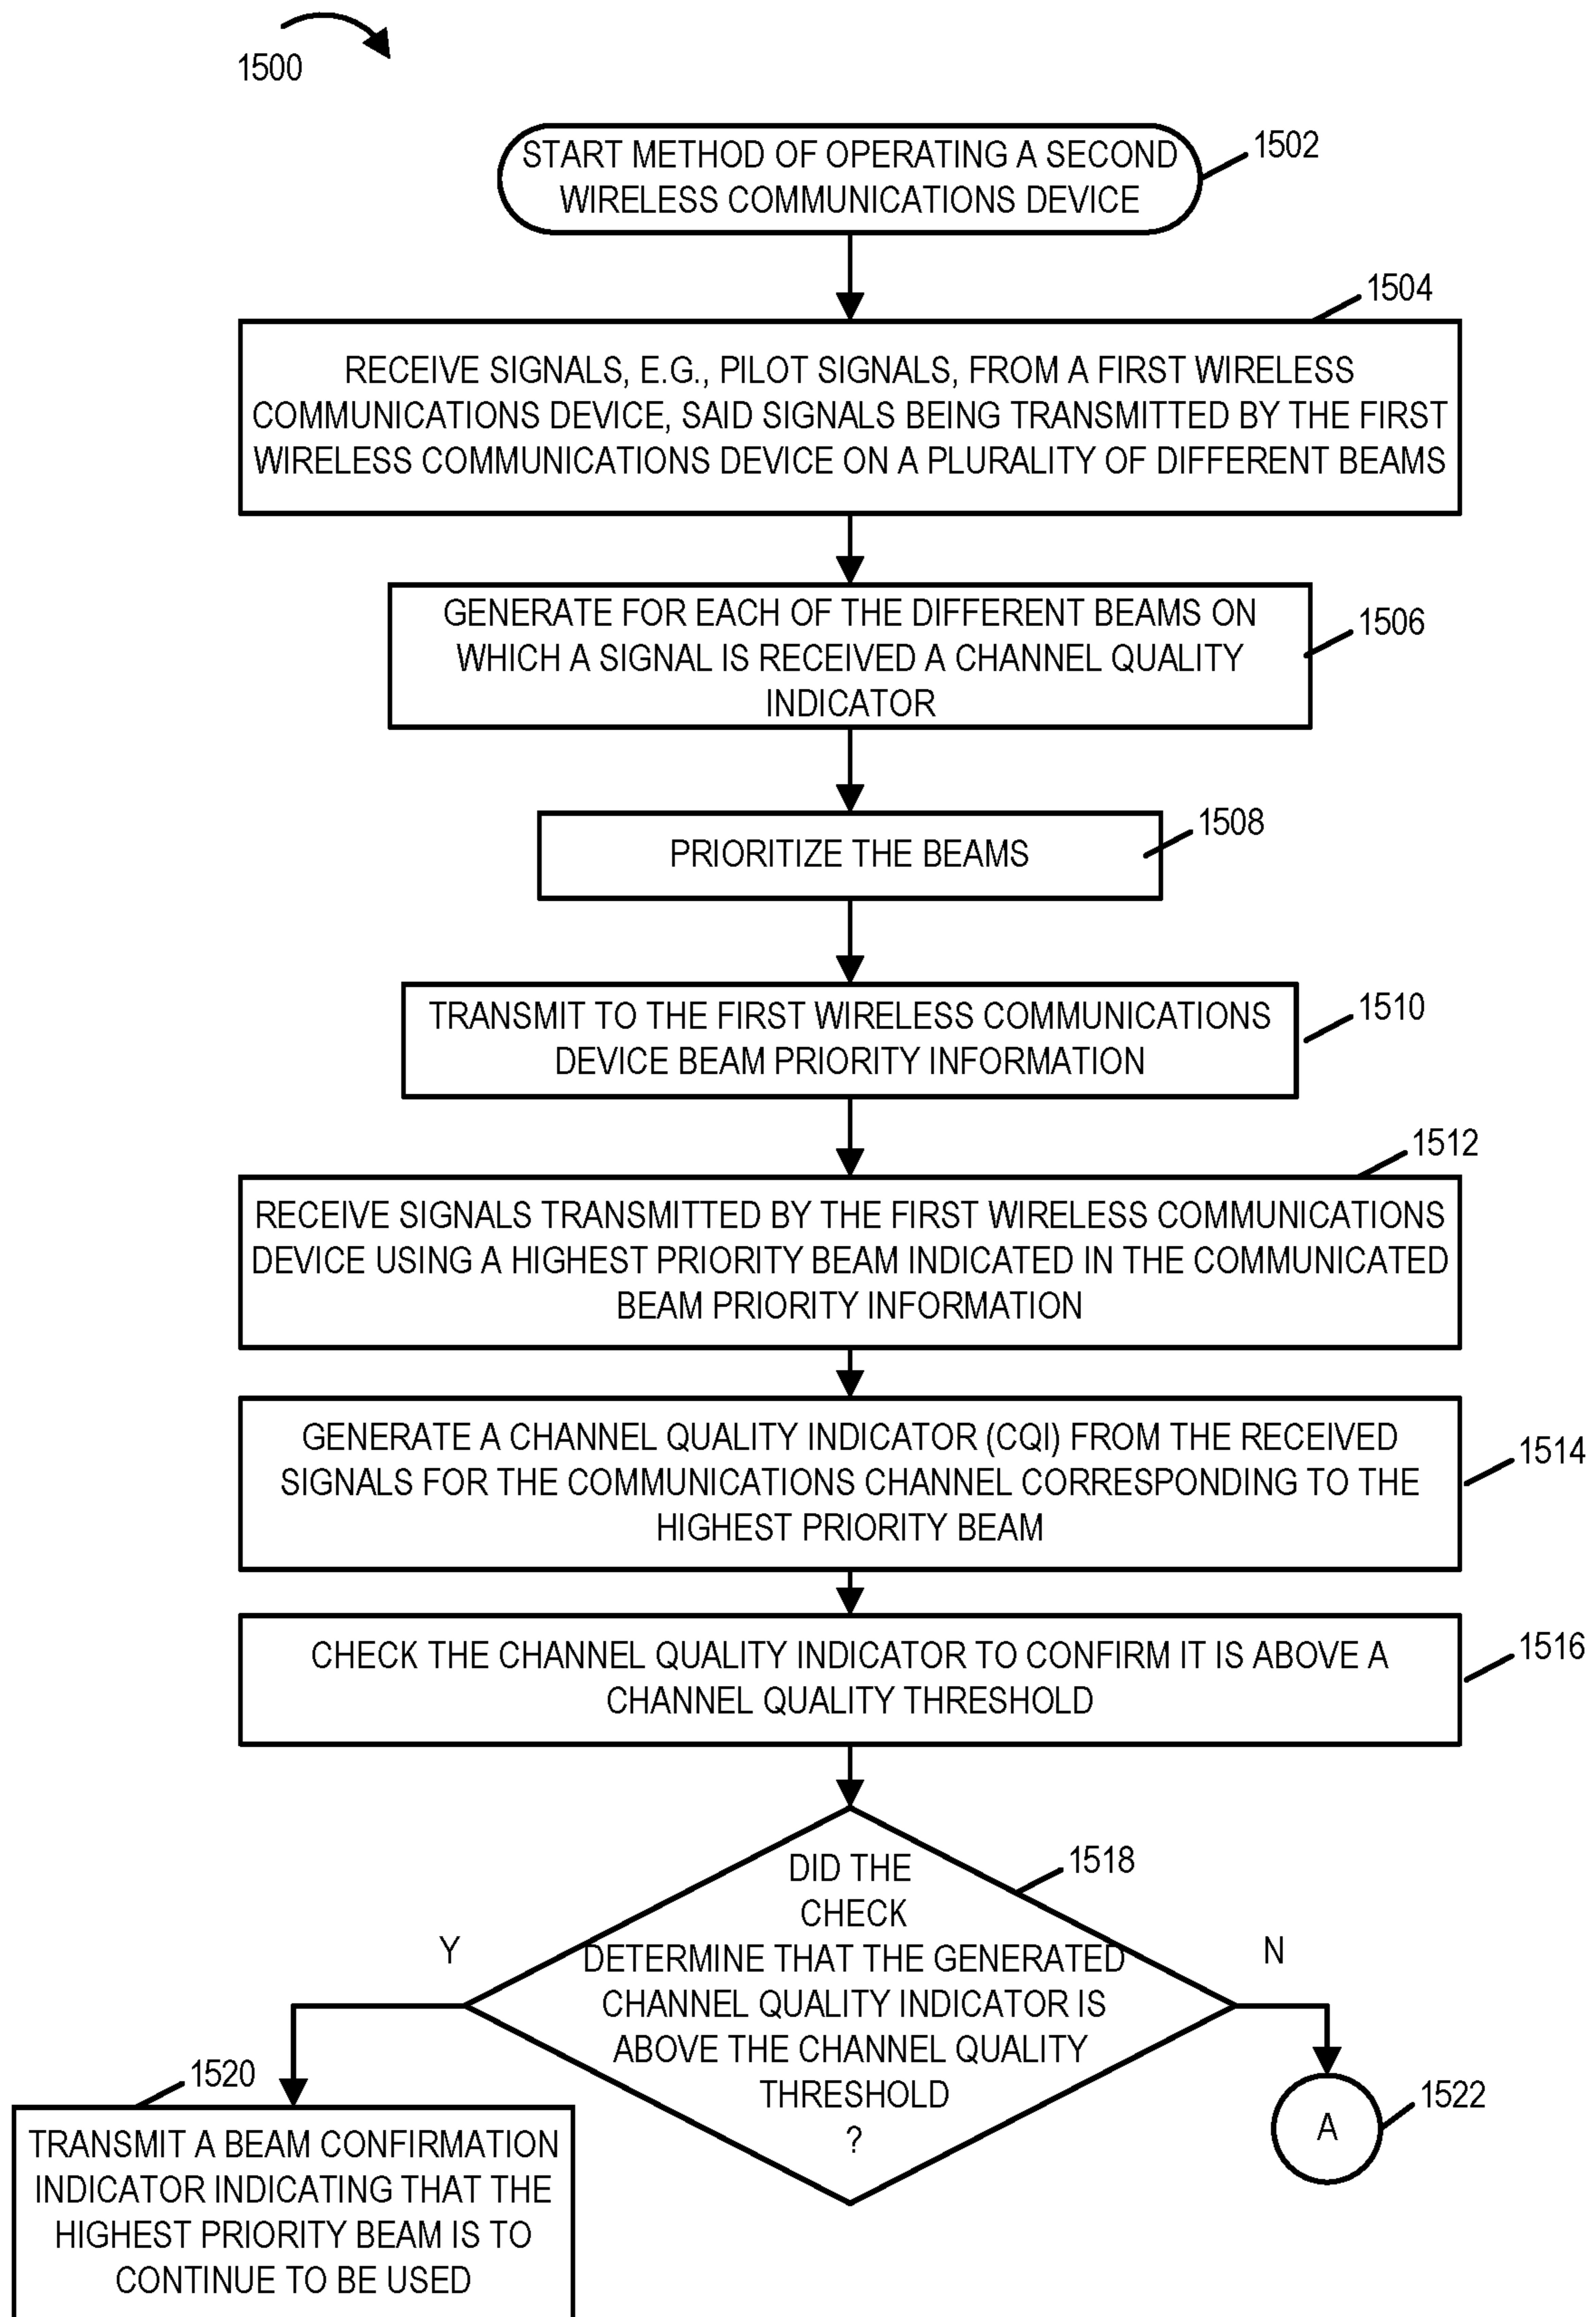 1500
START METHOD OF OPERATING A SECOND
WIRELESS COMMUNICATIONS DEVICE
1502
1504
RECEIVE SIGNALS, E.G., PILOT SIGNALS, FROM A FIRST WIRELESS
COMMUNICATIONS DEVICE, SAID SIGNALS BEING TRANSMITTED BY THE FIRST
WIRELESS COMMUNICATIONS DEVICE ON A PLURALITY OF DIFFERENT BEAMS
GENERATE FOR EACH OF THE DIFFERENT BEAMS ON
WHICH A SIGNAL IS RECEIVED A CHANNEL QUALITY
INDICATOR
1506
PRIORITIZE THE BEAMS
1508
TRANSMIT TO THE FIRST WIRELESS COMMUNICATIONS
DEVICE BEAM PRIORITY INFORMATION
1510
1512
RECEIVE SIGNALS TRANSMITTED BY THE FIRST WIRELESS COMMUNICATIONS
DEVICE USING A HIGHEST PRIORITY BEAM INDICATED IN THE COMMUNICATED
BEAM PRIORITY INFORMATION
GENERATE A CHANNEL QUALITY INDICATOR (CQI) FROM THE RECEIVED
SIGNALS FOR THE COMMUNICATIONS CHANNEL CORRESPONDING TO THE
HIGHEST PRIORITY BEAM
1514
CHECK THE CHANNEL QUALITY INDICATOR TO CONFIRM IT IS ABOVE A
CHANNEL QUALITY THRESHOLD
1516
DID THE
CHECK
DETERMINE THAT THE GENERATED
CHANNEL QUALITY INDICATOR IS
ABOVE THE CHANNEL QUALITY
THRESHOLD
?
1518
Y
N
1520
TRANSMIT A BEAM CONFIRMATION
INDICATOR INDICATING THAT THE
HIGHEST PRIORITY BEAM IS TO
CONTINUE TO BE USED
A
1522